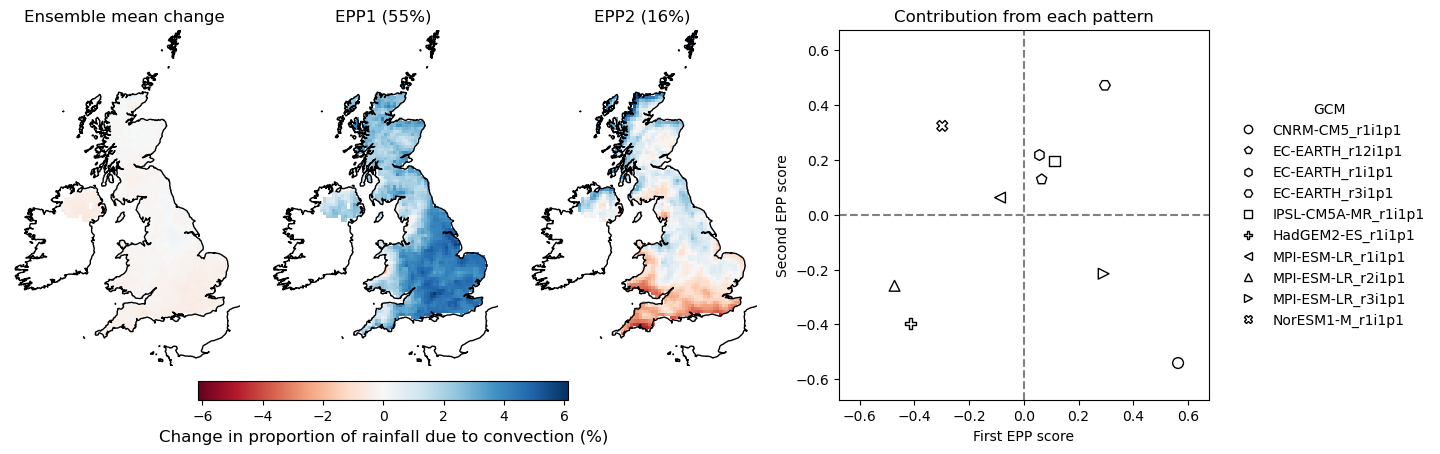 Ensemble mean change
EPP1 (55%)
EPP2 (16%)
−6 −4 −2 0 2 4 6
Change in proportion of rainfall due to convection (%)
Contribution from each pattern
Second EPP score
0.6
0.4
0.2
0.0
−0.2
−0.4
−0.6
−0.6 −0.4 −0.2 0.0 0.2 0.4 0.6
First EPP score
GCM
CNRM-CM5_r1i1p1
EC-EARTH_r12i1p1
EC-EARTH_r1i1p1
EC-EARTH_r3i1p1
IPSL-CM5A-MR_r1i1p1
HadGEM2-ES_r1i1p1
MPI-ESM-LR_r1i1p1
MPI-ESM-LR_r2i1p1
MPI-ESM-LR_r3i1p1
NorESM1-M_r1i1p1